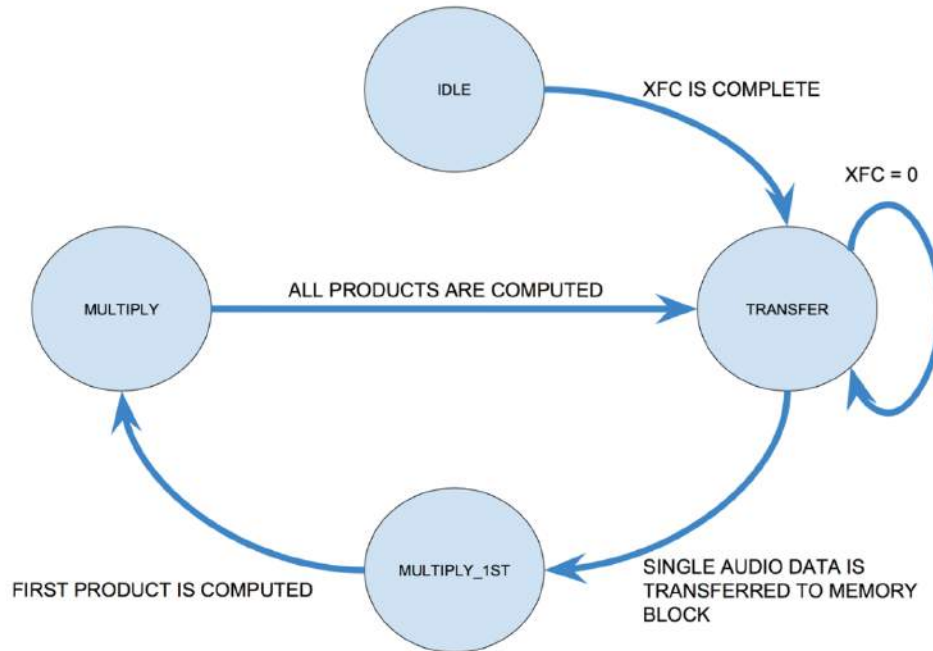 IDLE
XFC IS COMPLETE
XFC = 0
MULTIPLY
ALL PRODUCTS ARE COMPUTED
TRANSFER
MULTIPLY_1ST
FIRST PRODUCT IS COMPUTED
SINGLE AUDIO DATA IS
TRANSFERRED TO MEMORY
BLOCK